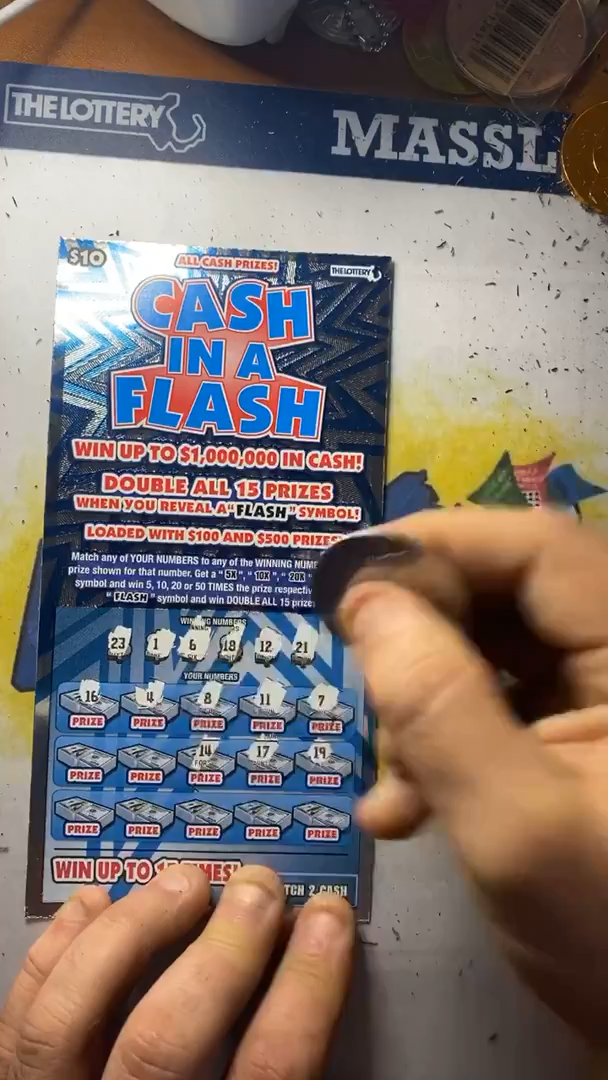 THE LOTTERY
MASSL
$10
ALL CASH PRIZES!
THE LOTTERY
CASH
IN A
FLASH
WIN UP TO $1,000,000 IN CASH!
DOUBLE ALL 15 PRIZES
WHEN YOU REVEAL A "FLASH" SYMBOL!
LOADED WITH $100 AND $500 PRIZES
Match any of YOUR NUMBERS to any of the WINNING
prize shown for that number. Get a "5X", "10X", "20X"
symbol and win 5, 10, 20 or 50 TIMES the prize
"FLASH" symbol and win DOUBLE ALL 15
WINNING NUMBERS
23 1 6 18 12 21
YOUR NUMBERS
16 4 8 11 7
PRIZE PRIZE PRIZE PRIZE PRIZE
14 17 19
PRIZE PRIZE PRIZE PRIZE PRIZE
PRIZE PRIZE PRIZE PRIZE PRIZE
WIN UP TO
2 CASH